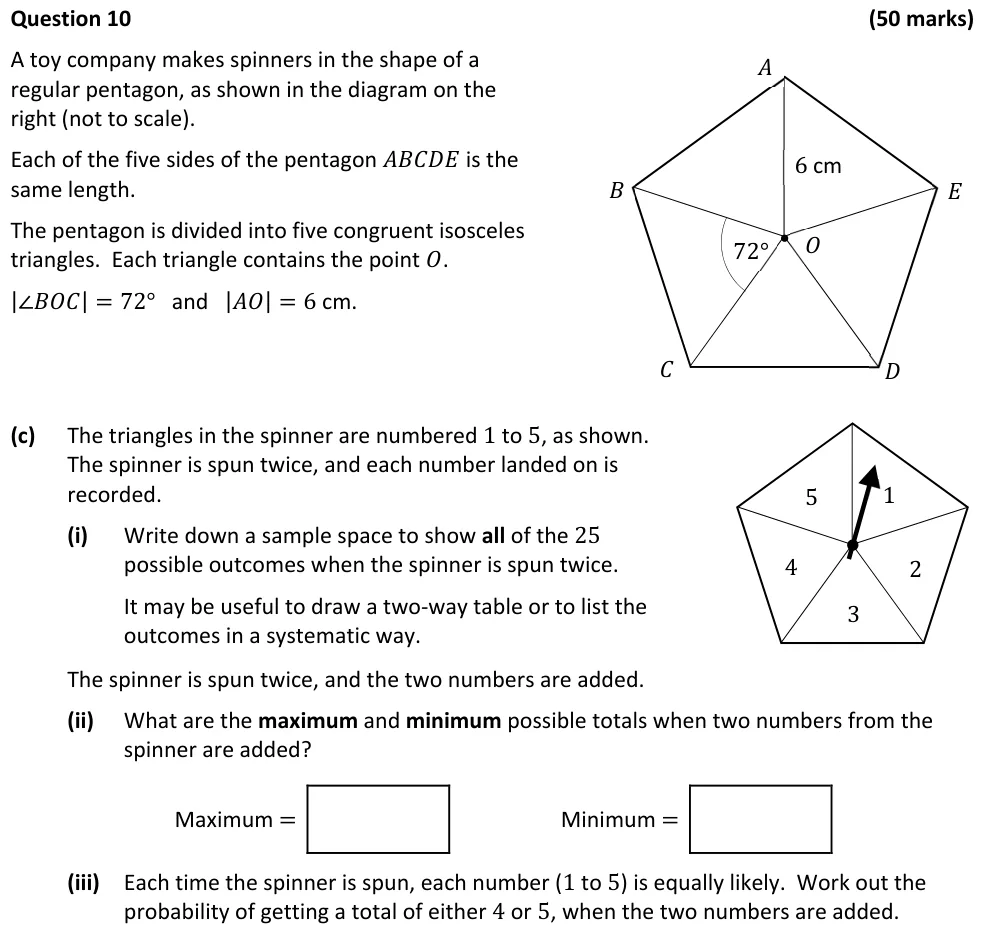 Question 10 (50 marks)
A toy company makes spinners in the shape of a
regular pentagon, as shown in the diagram on the
right (not to scale).
Each of the five sides of the pentagon ABCDE is the
same length.
The pentagon is divided into five congruent isosceles
triangles. Each triangle contains the point O.
|∠BOC| = 72° and |AO| = 6 cm.
A
6 cm
B
E
72°
O
C
D
(c) The triangles in the spinner are numbered 1 to 5, as shown.
The spinner is spun twice, and each number landed on is
recorded.
(i) Write down a sample space to show all of the 25
possible outcomes when the spinner is spun twice.
It may be useful to draw a two-way table or to list the
outcomes in a systematic way.
5
1
4
2
3
The spinner is spun twice, and the two numbers are added.
(ii) What are the maximum and minimum possible totals when two numbers from the
spinner are added?
Maximum = Minimum =
(iii) Each time the spinner is spun, each number (1 to 5) is equally likely. Work out the
probability of getting a total of either 4 or 5, when the two numbers are added.